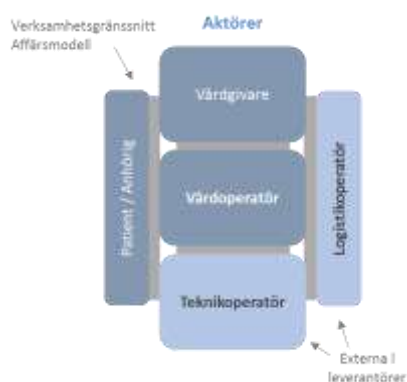 Verksamhetsgränssnitt
Affärsmodell
Aktörer
Vårdgivare
Patient / Anhörig
Vårdoperatör
Logistikoperatör
Teknikoperatör
Externa l
leverantörer